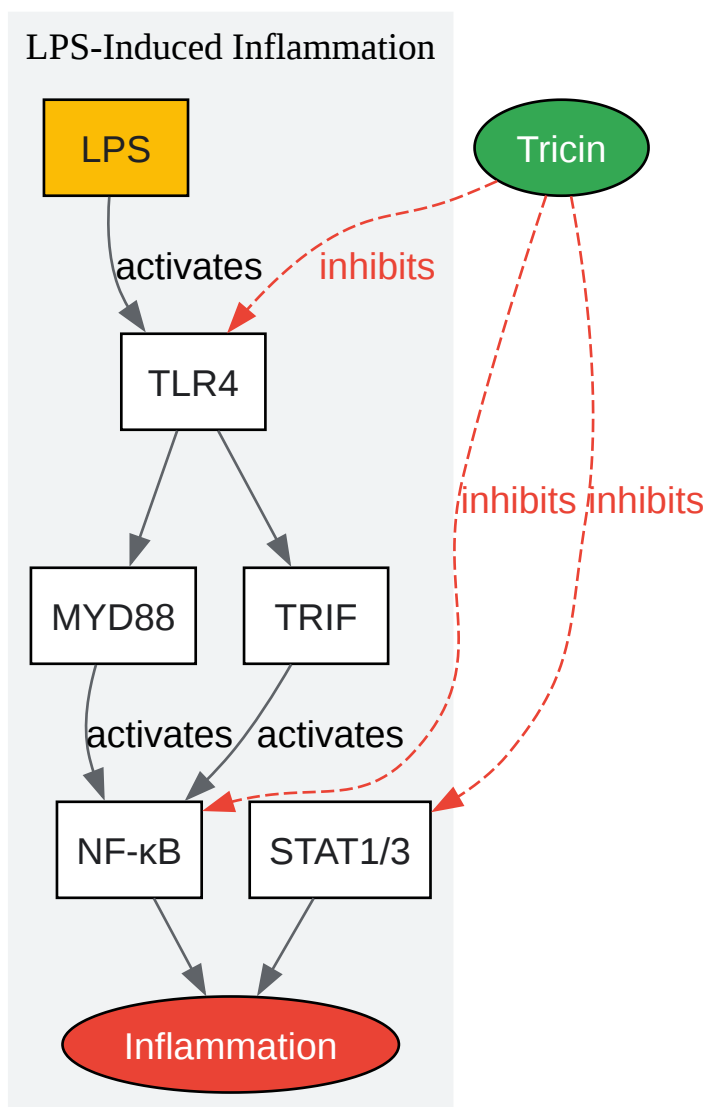 LPS-Induced Inflammation
LPS
Tricin
activates
inhibits
TLR4
inhibits
inhibits
MYD88
TRIF
activates
activates
NF-κB
STAT1/3
Inflammation